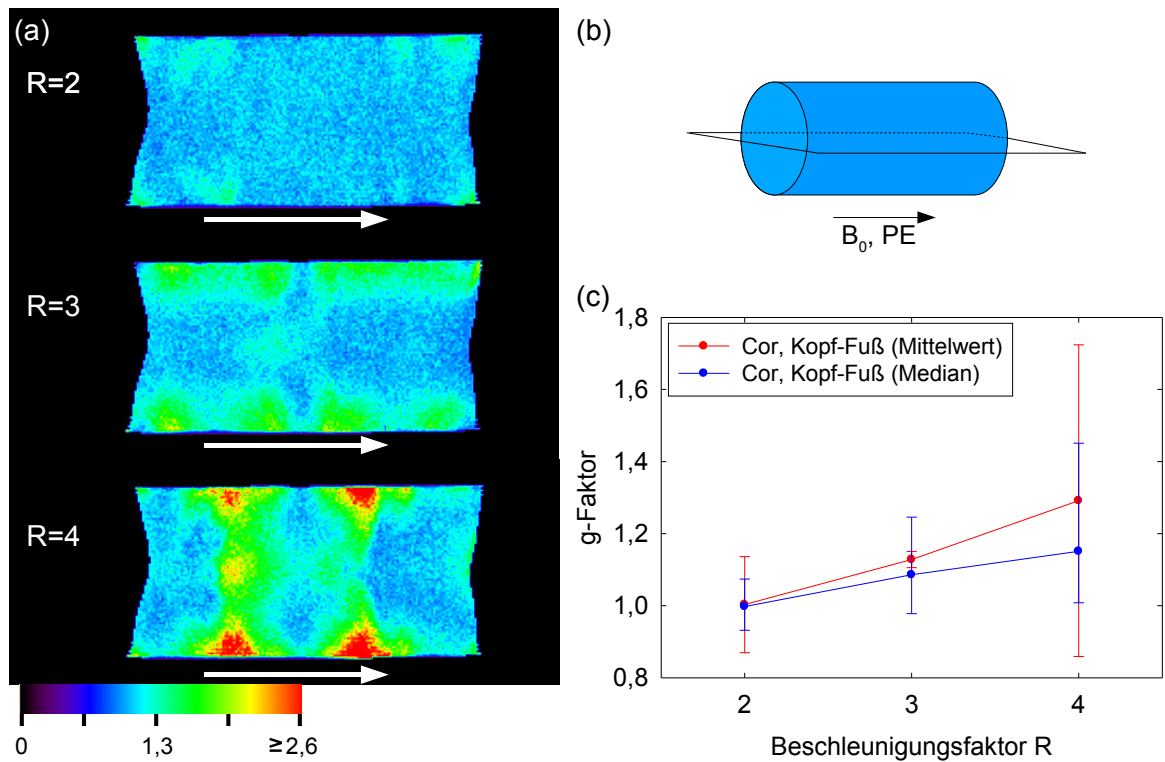 (a)
R=2
R=3
R=4
0 1,3 ≥2,6
(b)
B0, PE
(c)
1,8
1,6
1,4
1,2
1,0
0,8
g-Faktor
Cor, Kopf-Fuß (Mittelwert)
Cor, Kopf-Fuß (Median)
2 3 4
Beschleunigungsfaktor R